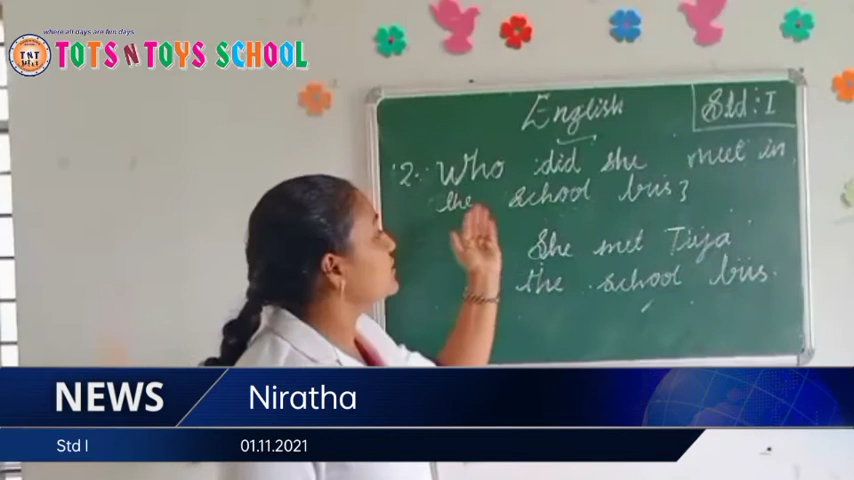 where all days are fun days
TNT
TOTS N TOYS SCHOOL
English
Std: I
2. Who did she meet in
the school bus?
She met Tiya
the school bus.
NEWS
Niratha
Std I
01.11.2021